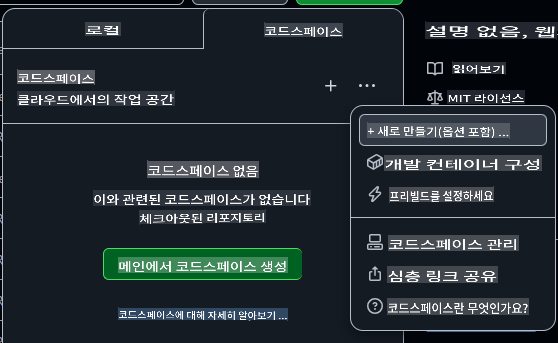 로컬
코드스페이스
설명 없음, 웹
코드스페이스
클라우드에서의 작업 공간
읽어보기
MIT 라이선스
+ 새로 만들기(옵션 포함) ...
개발 컨테이너 구성
프리빌드를 설정하세요
코드스페이스 없음
이와 관련된 코드스페이스가 없습니다
체크아웃된 리포지토리
메인에서 코드스페이스 생성
코드스페이스에 대해 자세히 알아보기 ...
코드스페이스 관리
심층 링크 공유
코드스페이스란 무엇인가요?